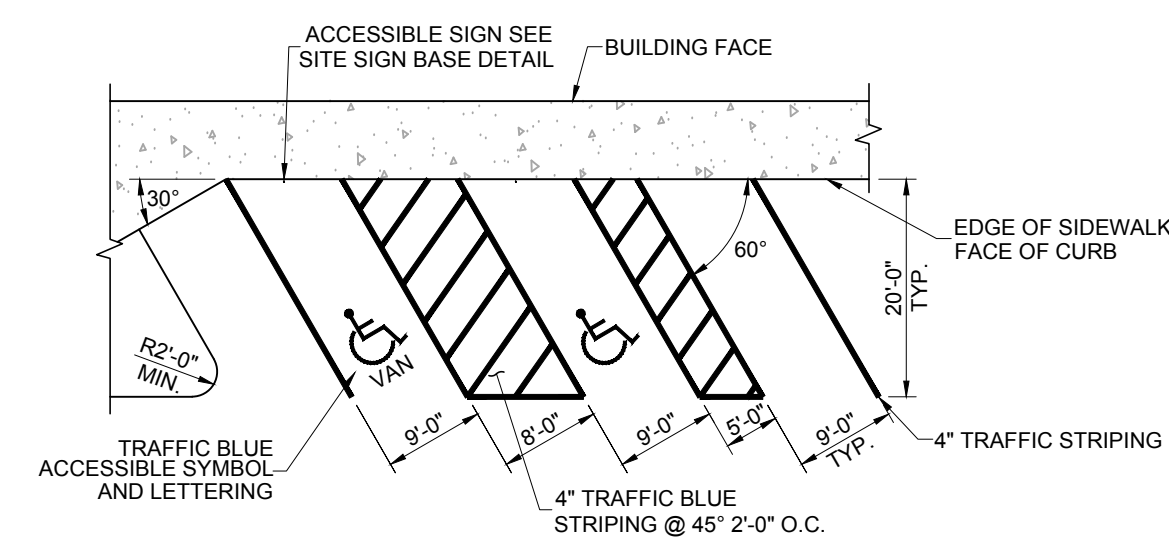 ACCESSIBLE SIGN SEE
SITE SIGN BASE DETAIL
BUILDING FACE
30°
60°
EDGE OF SIDEWALK
FACE OF CURB
20'-0"
TYP.
R2'-0"
MIN.
VAN
9'-0"
8'-0"
9'-0"
5'-0"
9'-0"
TYP.
4" TRAFFIC STRIPING
TRAFFIC BLUE
ACCESSIBLE SYMBOL
AND LETTERING
4" TRAFFIC BLUE
STRIPING @ 45° 2'-0" O.C.